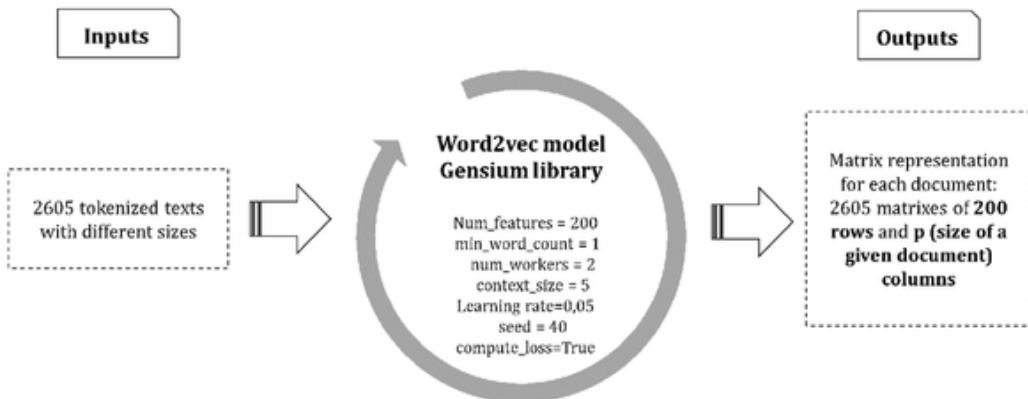 Inputs
Outputs
2605 tokenized texts
with different sizes
Word2vec model
Gensium library
Num_features = 200
min_word_count = 1
num_workers = 2
context_size = 5
Learning rate=0,05
seed = 40
compute_loss=True
Matrix representation
for each document:
2605 matrixes of 200
rows and p (size of a
given document)
columns